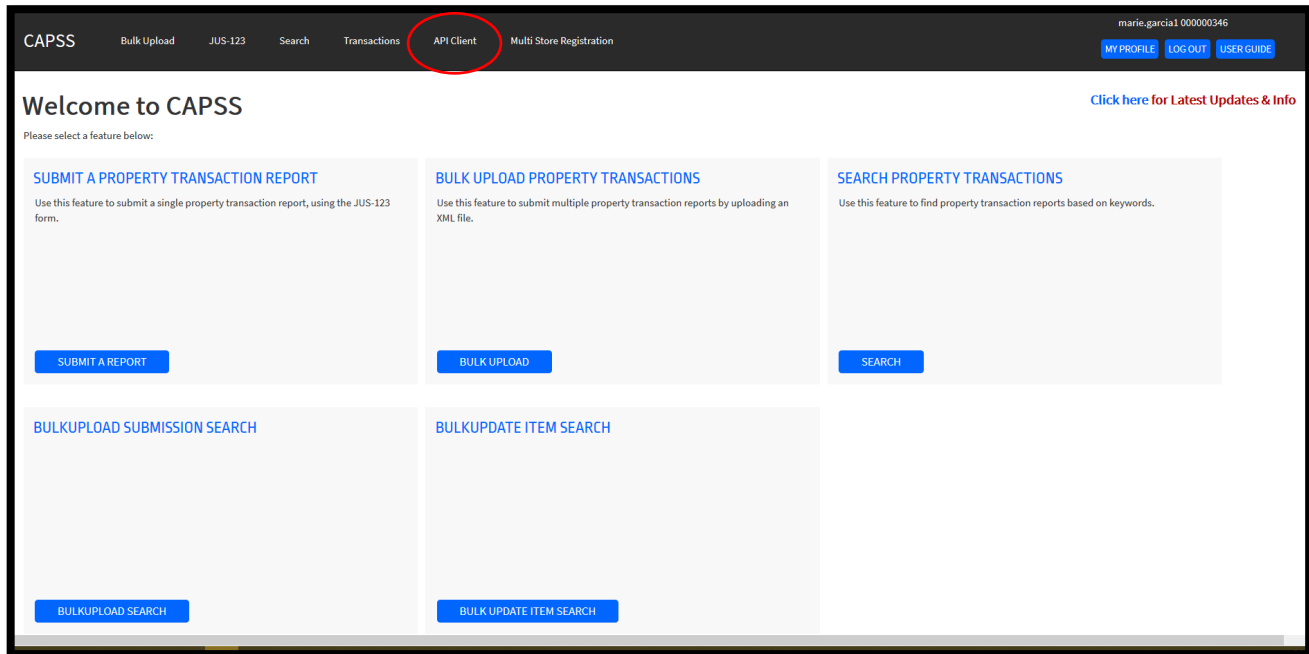 marie.garcia1 000000346
CAPSS Bulk Upload JUS-123 Search Transactions API Client Multi Store Registration
MY PROFILE LOG OUT USER GUIDE
Welcome to CAPSS
Click here for Latest Updates & Info
Please select a feature below:
SUBMIT A PROPERTY TRANSACTION REPORT
Use this feature to submit a single property transaction report, using the JUS-123
form.
SUBMIT A REPORT
BULK UPLOAD PROPERTY TRANSACTIONS
Use this feature to submit multiple property transaction reports by uploading an
XML file.
BULK UPLOAD
SEARCH PROPERTY TRANSACTIONS
Use this feature to find property transaction reports based on keywords.
SEARCH
BULKUPLOAD SUBMISSION SEARCH
BULKUPLOAD SEARCH
BULKUPDATE ITEM SEARCH
BULK UPDATE ITEM SEARCH